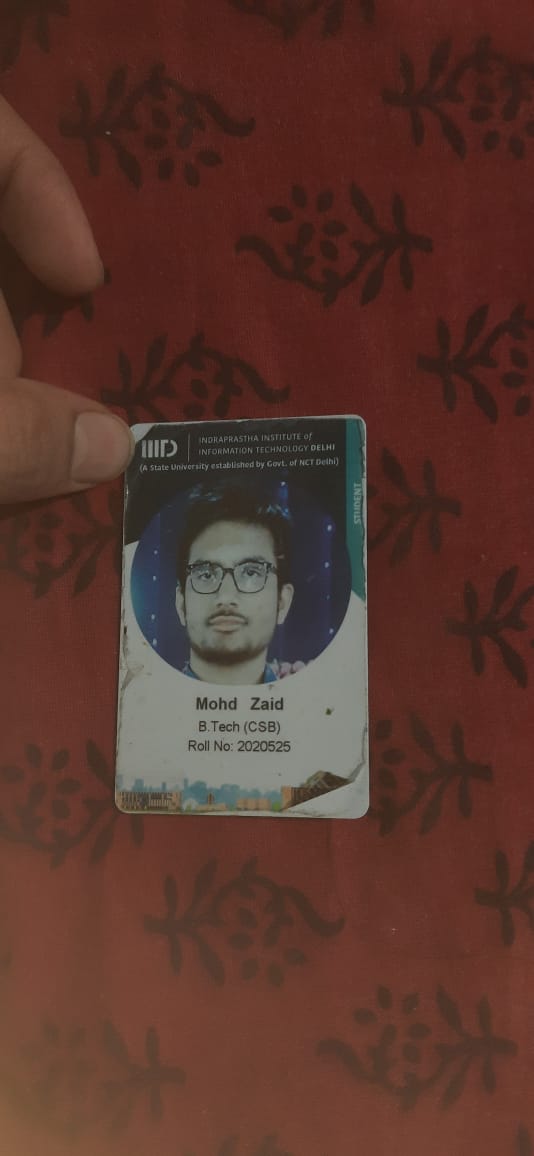 IIID
INDRAPRASTHA INSTITUTE of
INFORMATION TECHNOLOGY DELHI
(A State University established by Govt. of NCT Delhi)
STUDENT
Mohd Zaid
B.Tech (CSB)
Roll No: 2020525